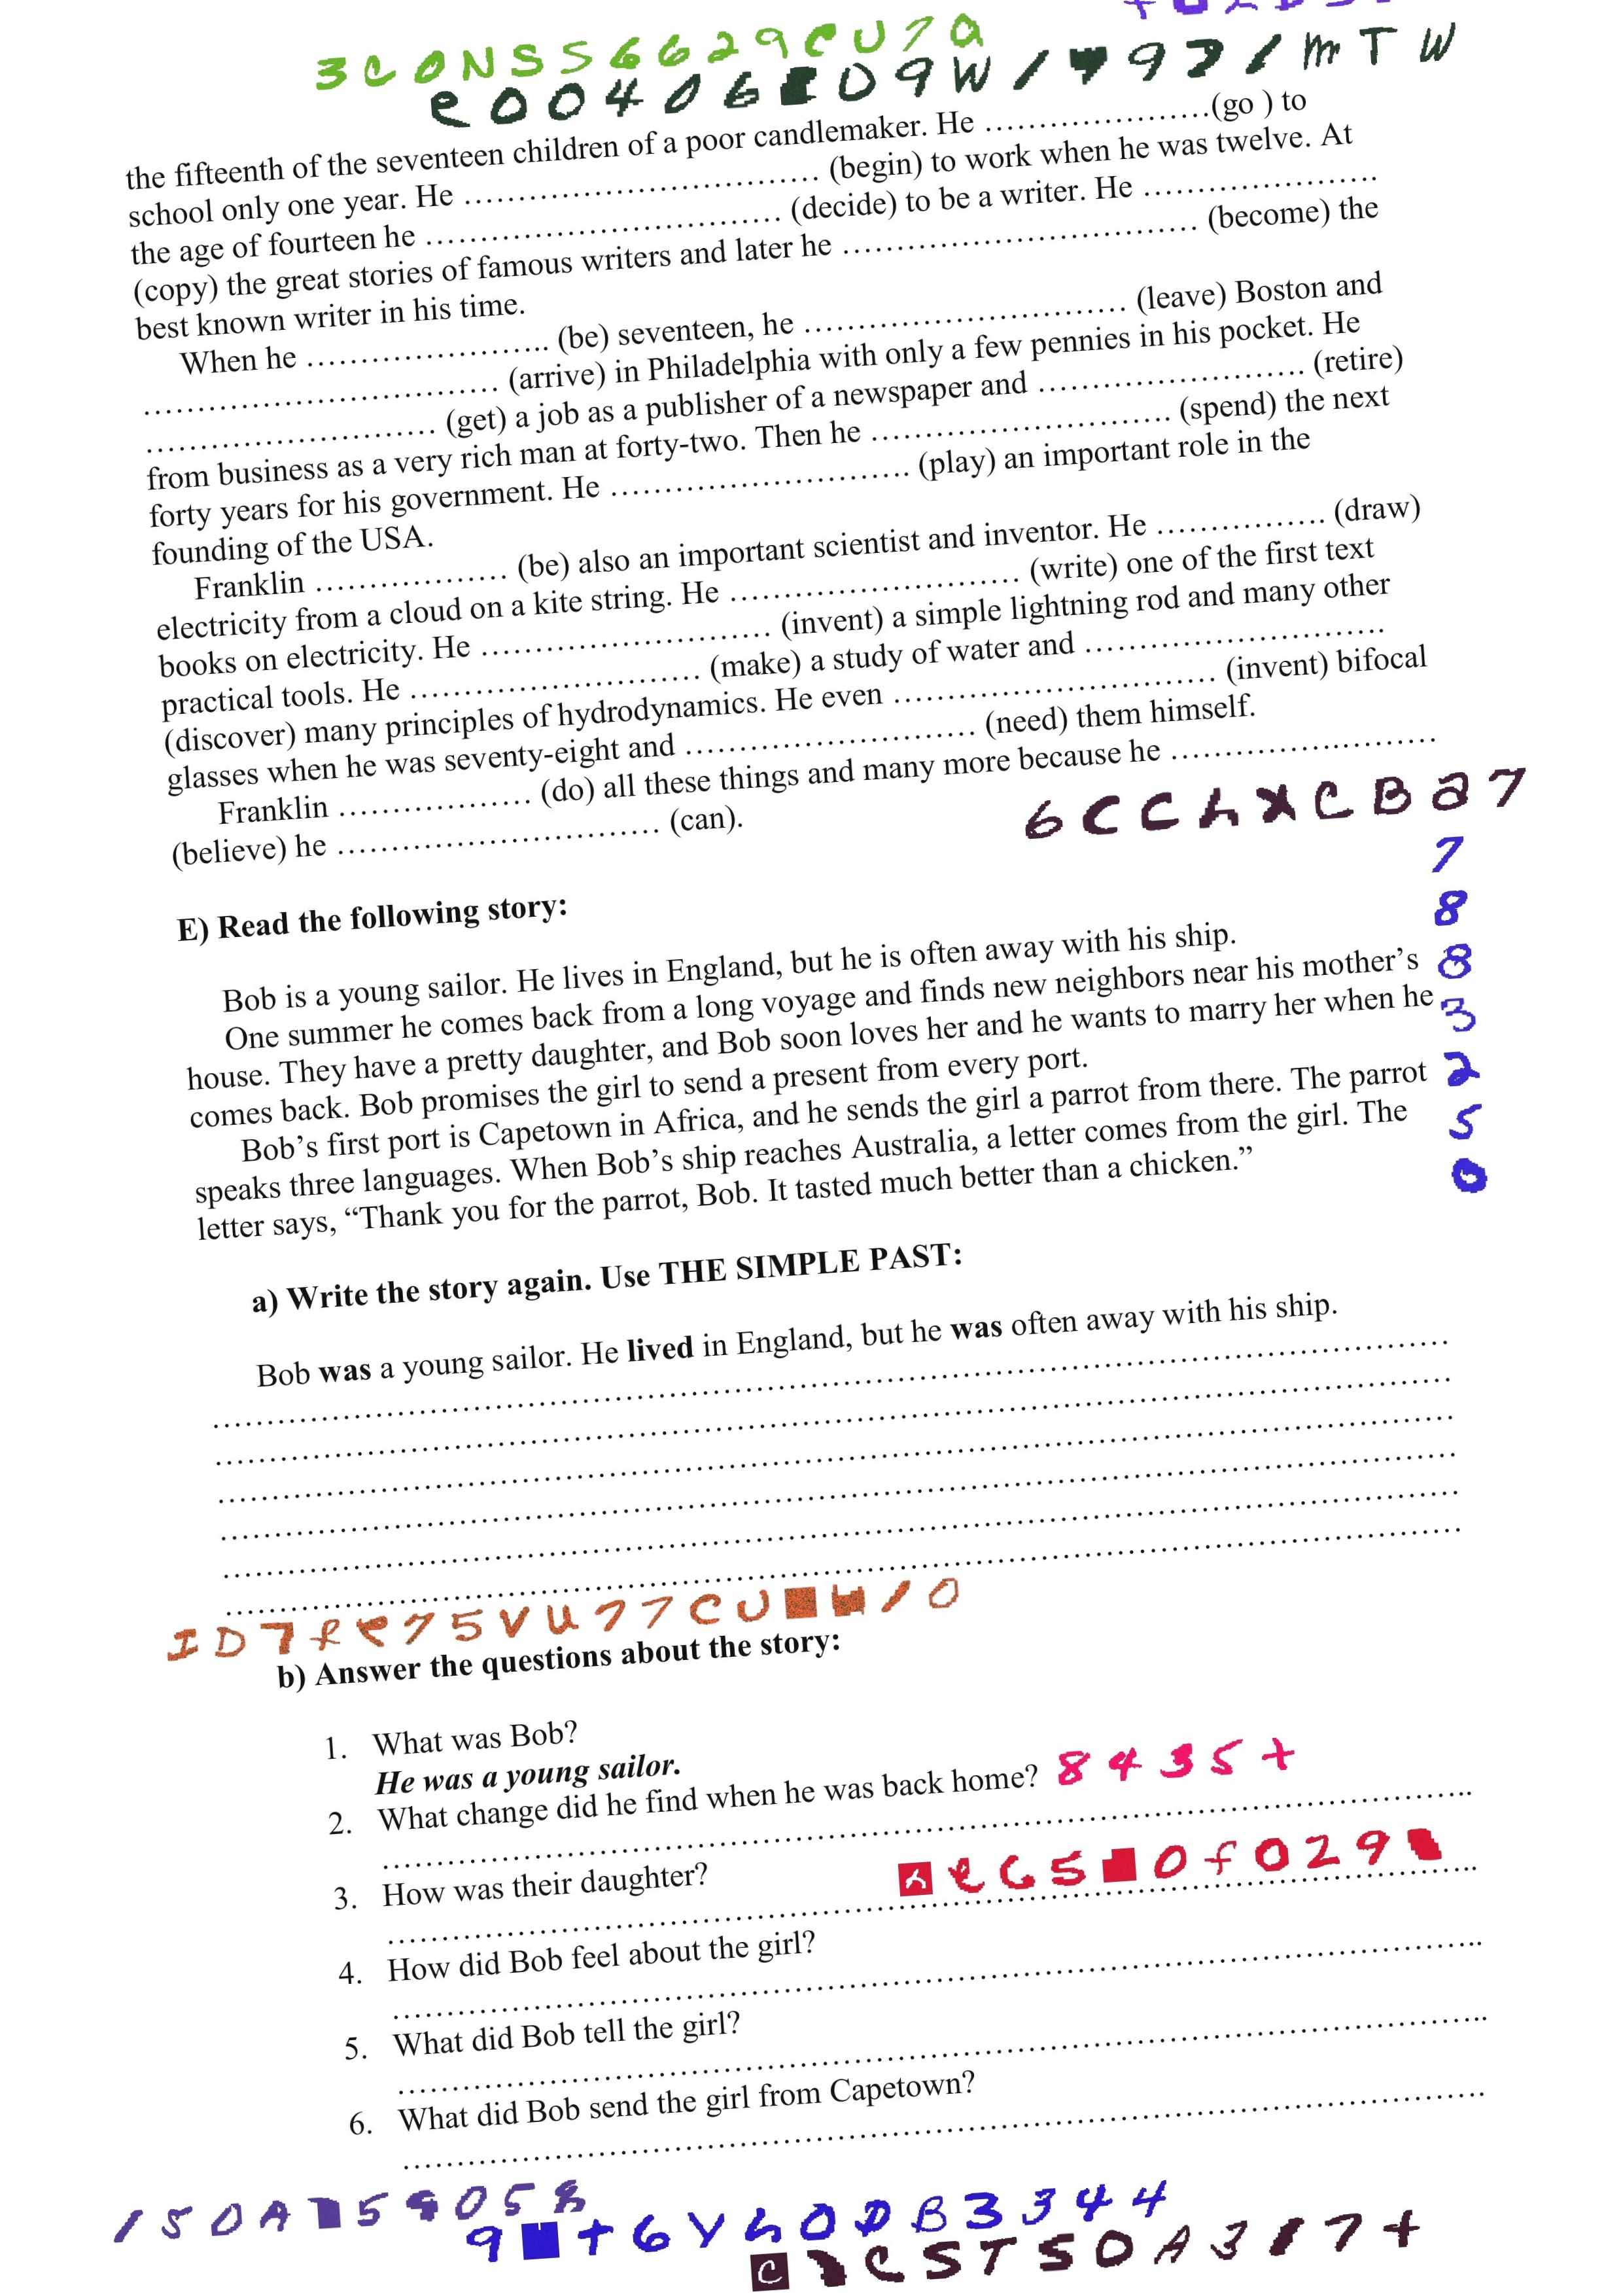 the fifteenth of the seventeen children of a poor candlemaker. He …………………(go ) to
school only one year. He …………………………… (begin) to work when he was twelve. At
the age of fourteen he …………………………… (decide) to be a writer. He …………………
(copy) the great stories of famous writers and later he …………………………… (become) the
best known writer in his time.
When he ………………….. (be) seventeen, he ………………………… (leave) Boston and
…………………………… (arrive) in Philadelphia with only a few pennies in his pocket. He
……………………… (get) a job as a publisher of a newspaper and ……………………. (retire)
from business as a very rich man at forty-two. Then he ………………………. (spend) the next
forty years for his government. He ………………………. (play) an important role in the
founding of the USA.
Franklin ……………… (be) also an important scientist and inventor. He ……………. (draw)
electricity from a cloud on a kite string. He ……………………… (write) one of the first text
books on electricity. He ……………………… (invent) a simple lightning rod and many other
practical tools. He ……………………… (make) a study of water and ……………………….
(discover) many principles of hydrodynamics. He even ………………………… (invent) bifocal
glasses when he was seventy-eight and ……………………… (need) them himself.
Franklin ……………… (do) all these things and many more because he …………………….
(believe) he ………………………… (can).
6CChXCBa7
7
8
8
3
2
5
0
E) Read the following story:
Bob is a young sailor. He lives in England, but he is often away with his ship.
One summer he comes back from a long voyage and finds new neighbors near his mother’s
house. They have a pretty daughter, and Bob soon loves her and he wants to marry her when he
comes back. Bob promises the girl to send a present from every port.
Bob’s first port is Capetown in Africa, and he sends the girl a parrot from there. The parrot
speaks three languages. When Bob’s ship reaches Australia, a letter comes from the girl. The
letter says, “Thank you for the parrot, Bob. It tasted much better than a chicken.”
a) Write the story again. Use THE SIMPLE PAST:
Bob was a young sailor. He lived in England, but he was often away with his ship.
b) Answer the questions about the story:
1. What was Bob?
He was a young sailor.
2. What change did he find when he was back home?
8435+
3. How was their daughter?
4. How did Bob feel about the girl?
5. What did Bob tell the girl?
6. What did Bob send the girl from Capetown?